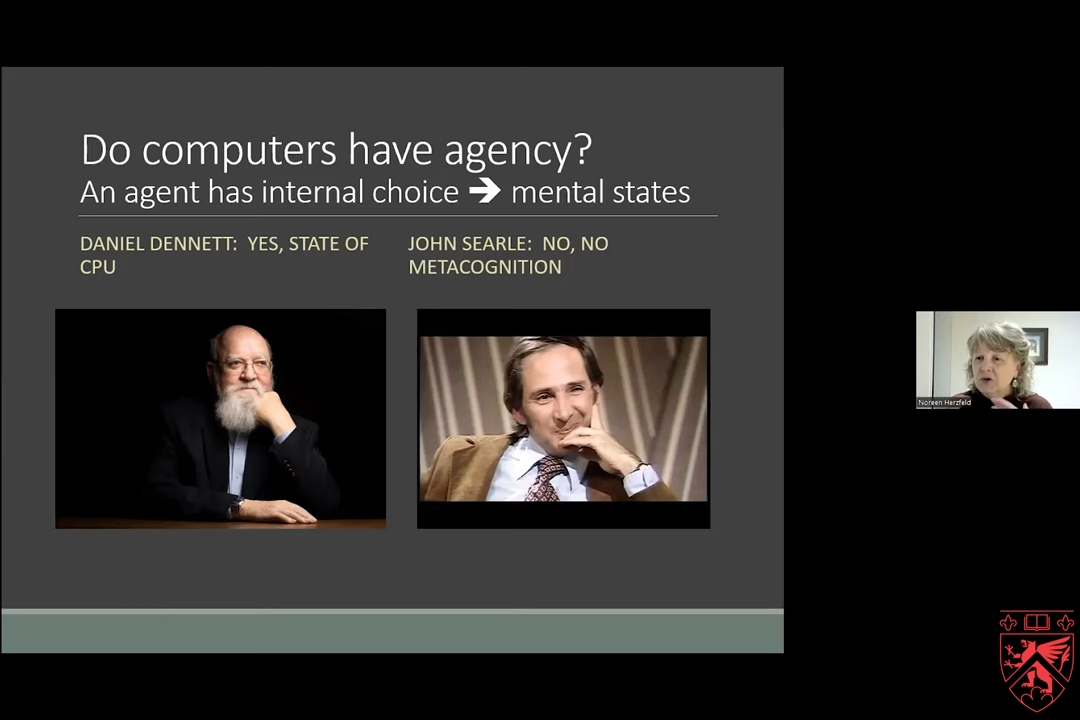 Do computers have agency?
An agent has internal choice ➔ mental states
DANIEL DENNETT: YES, STATE OF
CPU
JOHN SEARLE: NO, NO
METACOGNITION
Noreen Herzfeld